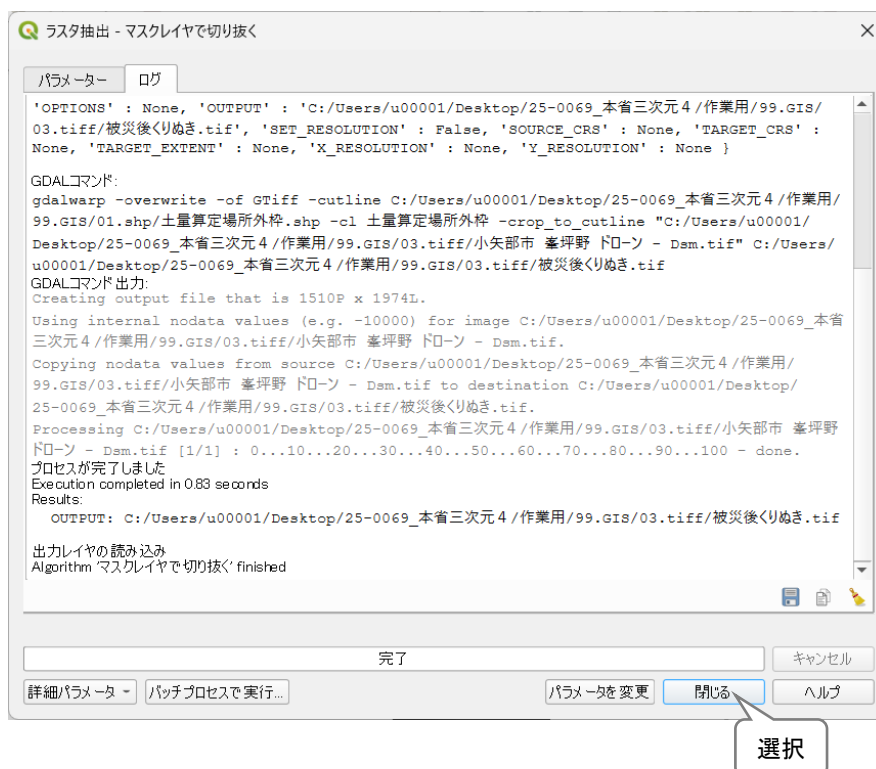 ラスタ抽出 - マスクレイヤで切り抜く
パラメーター ログ
'OPTIONS' : None, 'OUTPUT' : 'C:/Users/u00001/Desktop/25-0069_本省三次元４/作業用/99.GIS/
03.tiff/被災後くりぬき.tif', 'SET_RESOLUTION' : False, 'SOURCE_CRS' : None, 'TARGET_CRS' :
None, 'TARGET_EXTENT' : None, 'X_RESOLUTION' : None, 'Y_RESOLUTION' : None }
GDALコマンド:
gdalwarp -overwrite -of GTiff -cutline C:/Users/u00001/Desktop/25-0069_本省三次元４/作業用/
99.GIS/01.shp/土量算定場所外枠.shp -cl 土量算定場所外枠 -crop_to_cutline "C:/Users/u00001/
Desktop/25-0069_本省三次元４/作業用/99.GIS/03.tiff/小矢部市 峯坪野 ドローン - Dsm.tif" C:/Users/
u00001/Desktop/25-0069_本省三次元４/作業用/99.GIS/03.tiff/被災後くりぬき.tif
GDALコマンド出力:
Creating output file that is 1510P x 1974L.
Using internal nodata values (e.g. -10000) for image C:/Users/u00001/Desktop/25-0069_本省
三次元４/作業用/99.GIS/03.tiff/小矢部市 峯坪野 ドローン - Dsm.tif.
Copying nodata values from source C:/Users/u00001/Desktop/25-0069_本省三次元４/作業用/
99.GIS/03.tiff/小矢部市 峯坪野 ドローン - Dsm.tif to destination C:/Users/u00001/Desktop/
25-0069_本省三次元４/作業用/99.GIS/03.tiff/被災後くりぬき.tif.
Processing C:/Users/u00001/Desktop/25-0069_本省三次元４/作業用/99.GIS/03.tiff/小矢部市 峯坪野
ドローン - Dsm.tif [1/1] : 0...10...20...30...40...50...60...70...80...90...100 - done.
プロセスが完了しました
Execution completed in 0.83 seconds
Results:
OUTPUT: C:/Users/u00001/Desktop/25-0069_本省三次元４/作業用/99.GIS/03.tiff/被災後くりぬき.tif
出力レイヤの読み込み
Algorithm 'マスクレイヤで切り抜く' finished
完了 キャンセル
詳細パラメータ バッチプロセスで実行... パラメータを変更 閉じる ヘルプ
選択